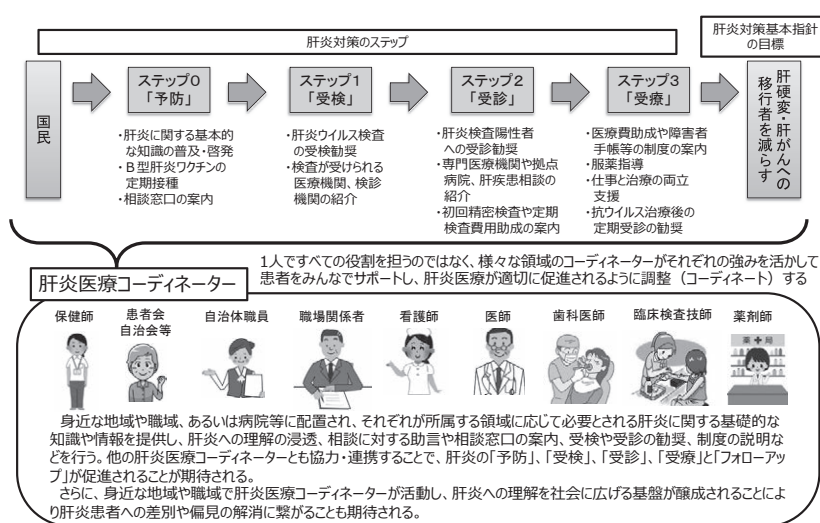 肝炎対策のステップ
肝炎対策基本指針
の目標
国民
ステップ0
「予防」
ステップ1
「受検」
ステップ2
「受診」
ステップ3
「受療」
肝硬変・肝がんへの
移行者を減らす
・肝炎に関する基本的
な知識の普及・啓発
・B型肝炎ワクチンの
定期接種
・相談窓口の案内
・肝炎ウイルス検査
の受検勧奨
・検査が受けられる
医療機関、検診
機関の紹介
・肝炎検査陽性者
への受診勧奨
・専門医療機関や拠点
病院、肝疾患相談の
紹介
・初回精密検査や定期
検査費用助成の案内
・医療費助成や障害者
手帳等の制度の案内
・服薬指導
・仕事と治療の両立
支援
・抗ウイルス治療後の
定期受診の勧奨
肝炎医療コーディネーター
1人ですべての役割を担うのではなく、様々な領域のコーディネーターがそれぞれの強みを活かして
患者をみんなでサポートし、肝炎医療が適切に促進されるように調整(コーディネート)する
保健師
患者会
自治会等
自治体職員
職場関係者
看護師
医師
歯科医師
臨床検査技師
薬剤師
薬局
身近な地域や職域、あるいは病院等に配置され、それぞれが所属する領域に応じて必要とされる肝炎に関する基礎的な
知識や情報を提供し、肝炎への理解の浸透、相談に対する助言や相談窓口の案内、受検や受診の勧奨、制度の説明な
どを行う。他の肝炎医療コーディネーターとも協力・連携することで、肝炎の「予防」、「受検」、「受診」、「受療」と「フォローアッ
プ」が促進されることが期待される。
さらに、身近な地域や職域で肝炎医療コーディネーターが活動し、肝炎への理解を社会に広げる基盤が醸成されることによ
り肝炎患者への差別や偏見の解消に繋がることも期待される。